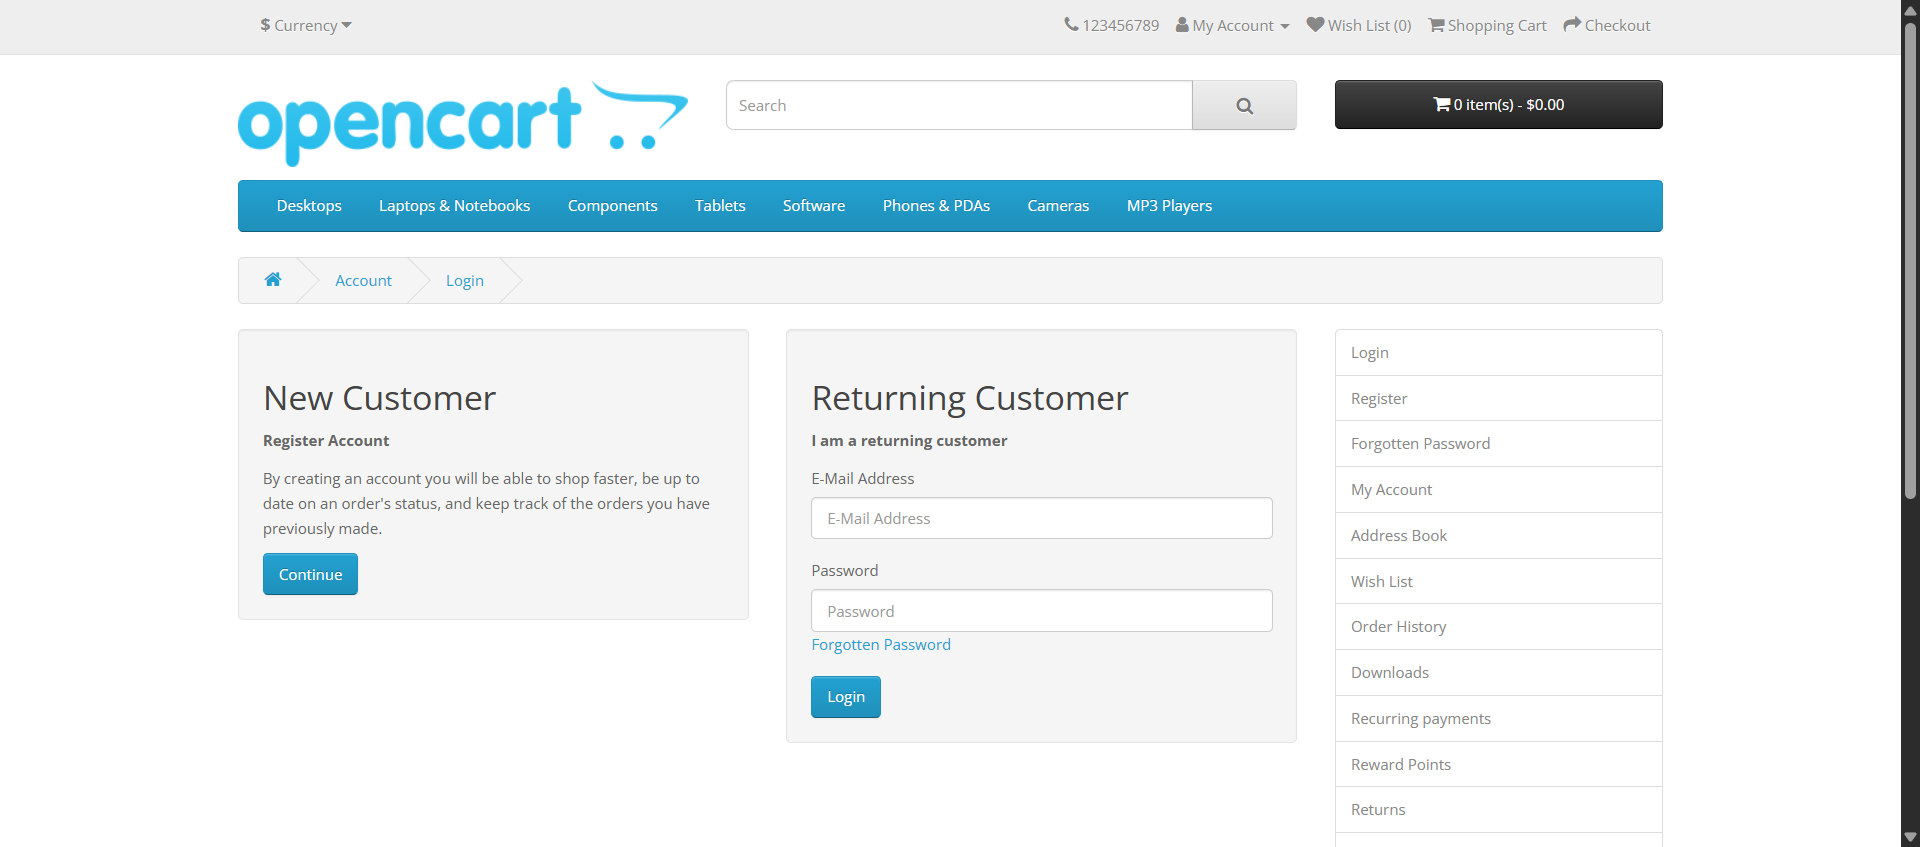 $ Currency
123456789 My Account Wish List (0) Shopping Cart Checkout
opencart
Search
0 item(s) - $0.00
Desktops Laptops & Notebooks Components Tablets Software Phones & PDAs Cameras MP3 Players
Account Login
New Customer
Register Account
By creating an account you will be able to shop faster, be up to
date on an order's status, and keep track of the orders you have
previously made.
Continue
Returning Customer
I am a returning customer
E-Mail Address
E-Mail Address
Password
Password
Forgotten Password
Login
Login
Register
Forgotten Password
My Account
Address Book
Wish List
Order History
Downloads
Recurring payments
Reward Points
Returns